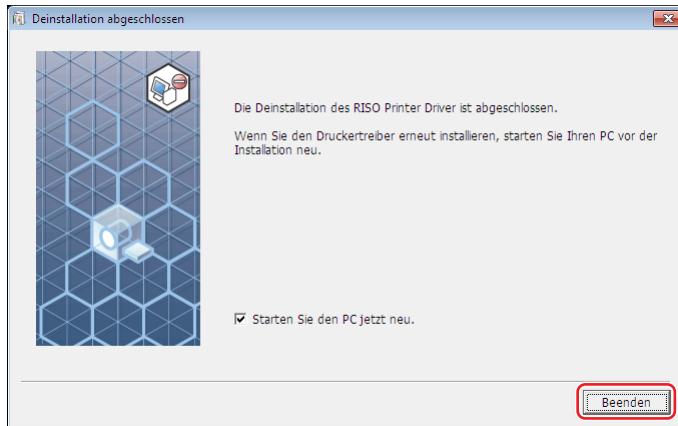 Deinstallation abgeschlossen
Die Deinstallation des RISO Printer Driver ist abgeschlossen.
Wenn Sie den Druckertreiber erneut installieren, starten Sie Ihren PC vor der
Installation neu.
Starten Sie den PC jetzt neu.
Beenden